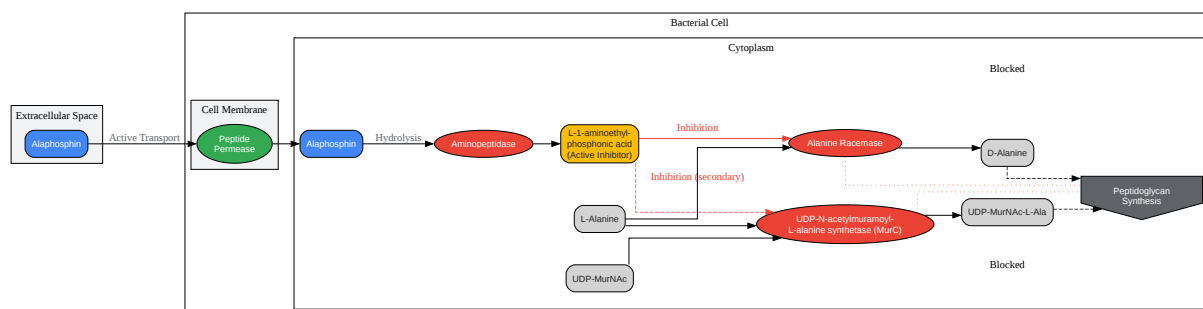 Bacterial Cell
Cytoplasm
Blocked
Extracellular Space
Alaphosphin
Active Transport
Cell Membrane
Peptide
Permease
Alaphosphin
Hydrolysis
Aminopeptidase
L-1-aminoethyl-
phosphonic acid
(Active Inhibitor)
Inhibition
Alanine Racemase
D-Alanine
Inhibition (secondary)
Peptidoglycan
Synthesis
L-Alanine
UDP-N-acetylmuramoyl-
L-alanine synthetase (MurC)
UDP-MurNAc-L-Ala
Blocked
UDP-MurNAc